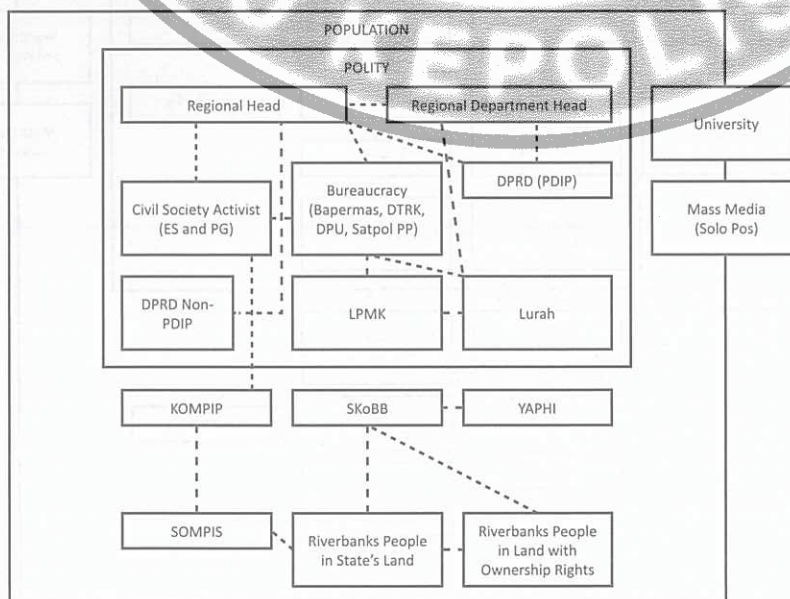 POPULATION
POLITY
Regional Head
Regional Department Head
University
Civil Society Activist
(ES and PG)
Bureaucracy
(Bapermas, DTRK,
DPU, Satpol PP)
DPRD (PDIP)
Mass Media
(Solo Pos)
DPRD Non-
PDIP
LPMK
Lurah
KOMPIP
SKoBB
YAPHI
SOMPIS
Riverbanks People
in State's Land
Riverbanks People
in Land with
Ownership Rights